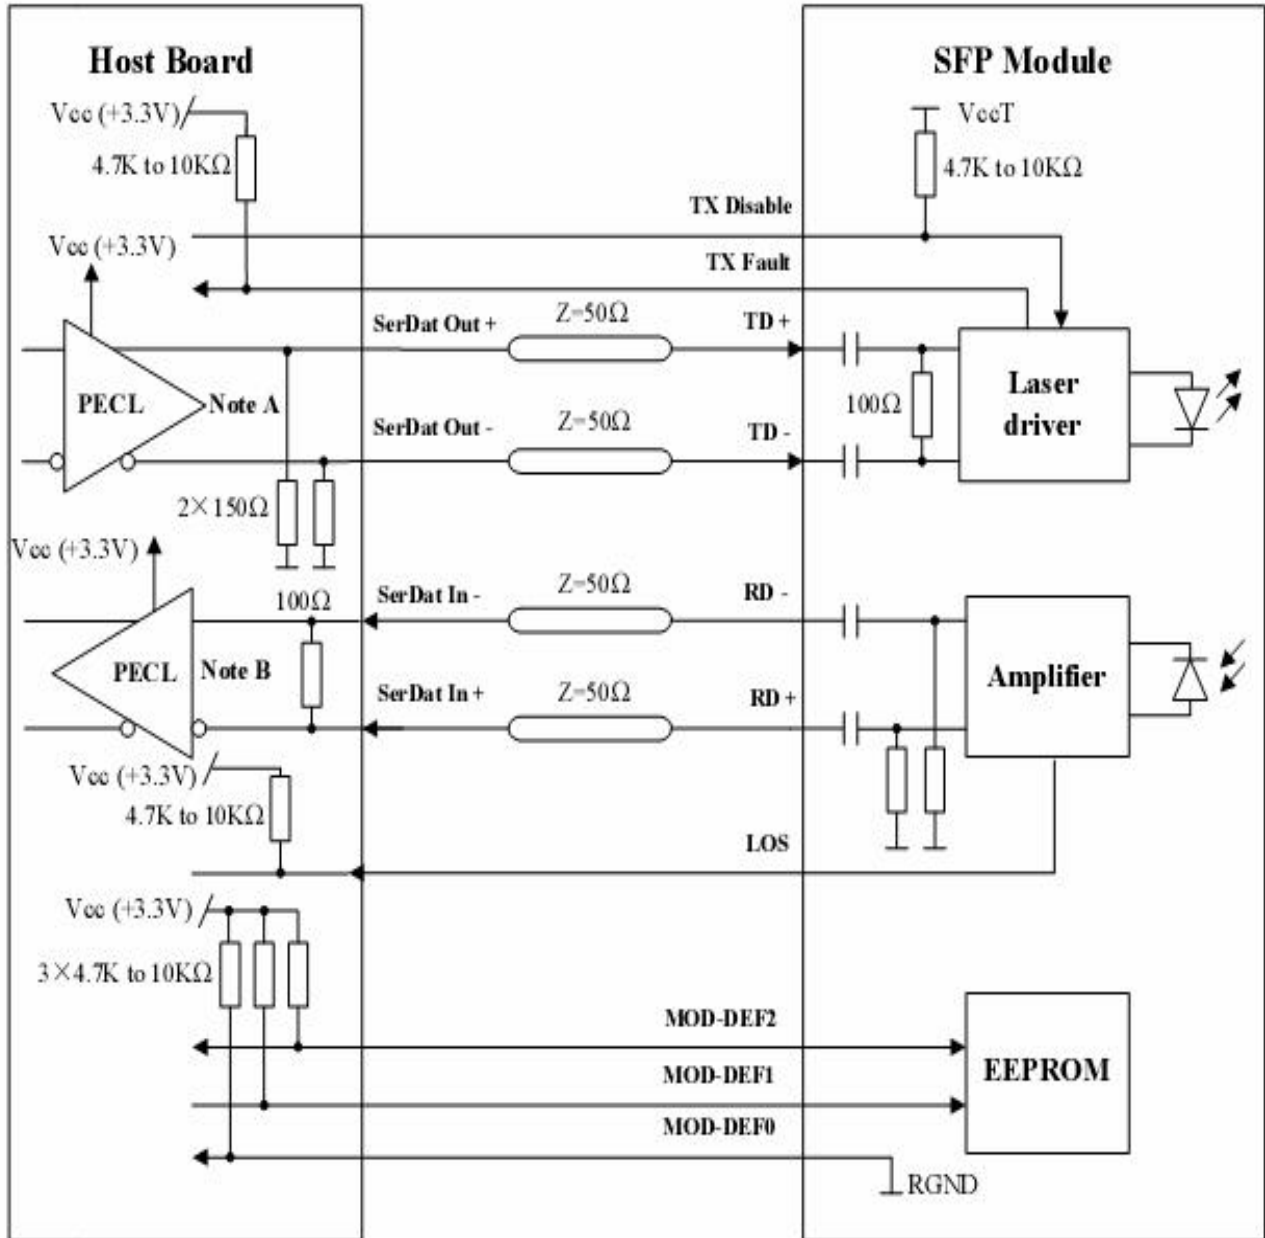 Host Board
SFP Module
Vcc (+3.3V)
VccT
4.7K to 10KΩ
4.7K to 10KΩ
TX Disable
Vcc (+3.3V)
TX Fault
SerDat Out +
Z=50Ω
TD +
PECL
Note A
Laser
driver
100Ω
SerDat Out -
Z=50Ω
TD -
2×150Ω
Vcc (+3.3V)
100Ω
SerDat In -
Z=50Ω
RD -
PECL
Note B
Amplifier
SerDat In +
Z=50Ω
RD +
Vcc (+3.3V)
4.7K to 10KΩ
LOS
Vcc (+3.3V)
3×4.7K to 10KΩ
MOD-DEF2
EEPROM
MOD-DEF1
MOD-DEF0
RGND